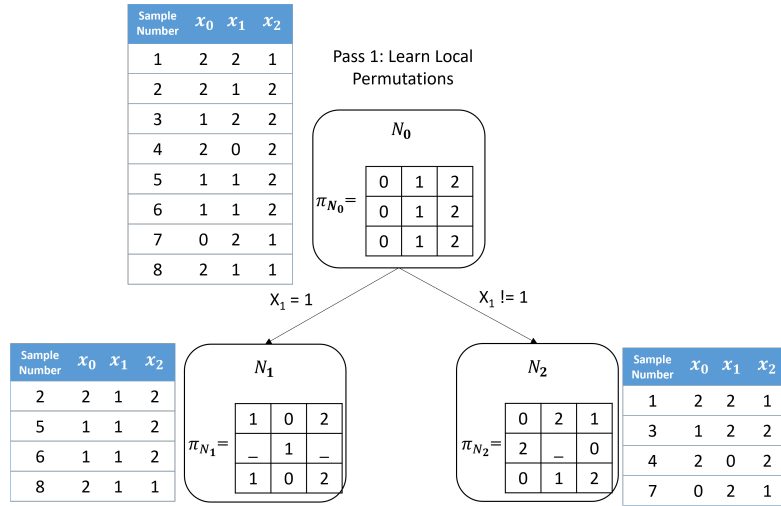 Sample Number x₀ x₁ x₂
1 2 2 1
2 2 1 2
3 1 2 2
4 2 0 2
5 1 1 2
6 1 1 2
7 0 2 1
8 2 1 1
Pass 1: Learn Local
Permutations
N₀
π_N₀=
0 1 2
0 1 2
0 1 2
X₁ = 1
X₁ != 1
Sample Number x₀ x₁ x₂
2 2 1 2
5 1 1 2
6 1 1 2
8 2 1 1
N₁
π_N₁=
1 0 2
_ 1 _
1 0 2
N₂
π_N₂=
0 2 1
2 _ 0
0 1 2
Sample Number x₀ x₁ x₂
1 2 2 1
3 1 2 2
4 2 0 2
7 0 2 1